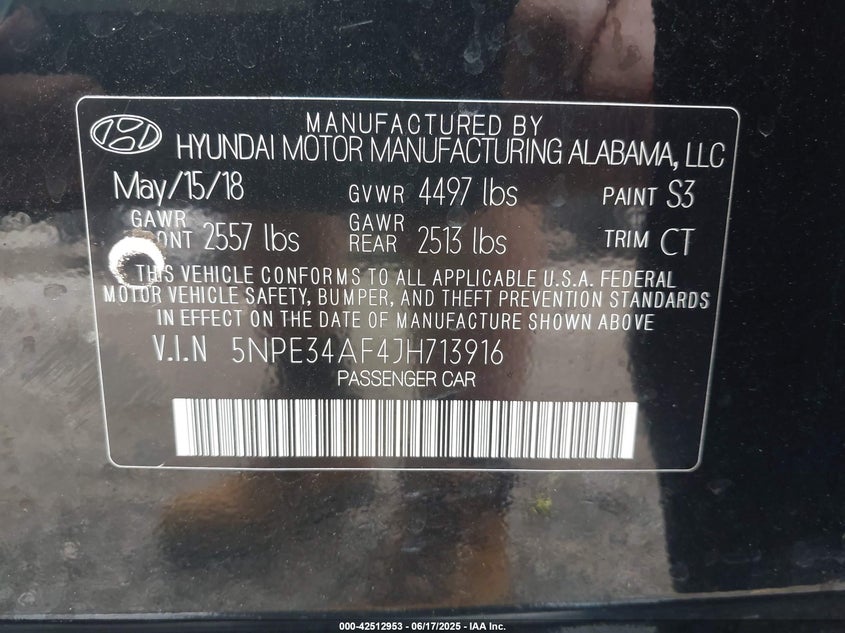 MANUFACTURED BY
HYUNDAI MOTOR MANUFACTURING ALABAMA, LLC
May/15/18 GVWR 4497 lbs PAINT S3
GAWR FRONT 2557 lbs GAWR REAR 2513 lbs TRIM CT
THIS VEHICLE CONFORMS TO ALL APPLICABLE U.S.A. FEDERAL
MOTOR VEHICLE SAFETY, BUMPER, AND THEFT PREVENTION STANDARDS
IN EFFECT ON THE DATE OF MANUFACTURE SHOWN ABOVE
V.I.N 5NPE34AF4JH713916
PASSENGER CAR
000-42512953 - 06/17/2025 - IAA Inc.